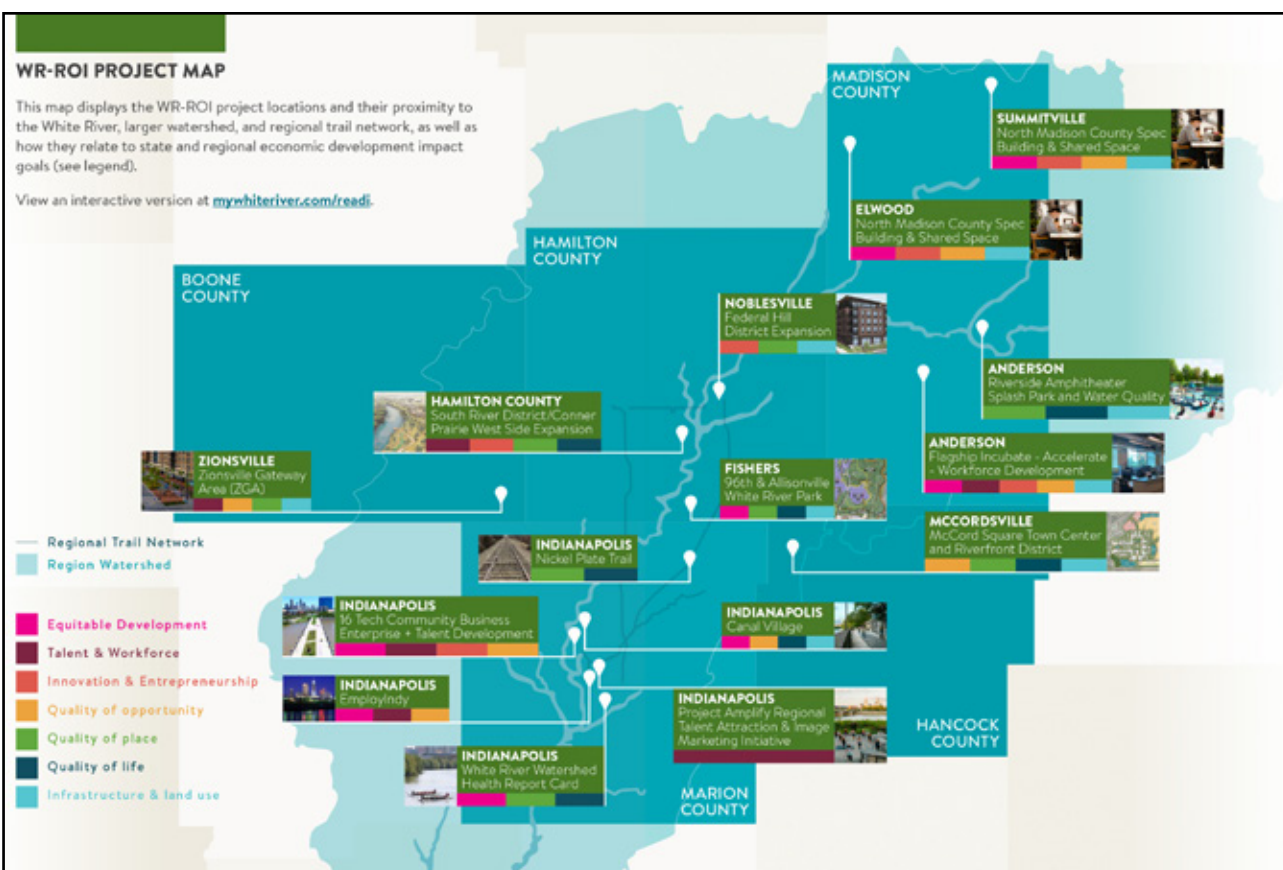 WR-ROI PROJECT MAP
This map displays the WR-ROI project locations and their proximity to
the White River, larger watershed, and regional trail network, as well as
how they relate to state and regional economic development impact
goals (see legend).
View an interactive version at mywhiteriver.com/readi.
MADISON
COUNTY
SUMMITVILLE
North Madison County Spec
Building & Shared Space
ELWOOD
North Madison County Spec
Building & Shared Space
HAMILTON
COUNTY
BOONE
COUNTY
NOBLESVILLE
Federal Hill
District Expansion
ANDERSON
Riverside Amphitheater
Splash Park and Water Quality
HAMILTON COUNTY
South River District/Conner
Prairie West Side Expansion
ANDERSON
Flagship Incubate - Accelerate
- Workforce Development
ZIONSVILLE
Zionsville Gateway
Area (ZGA)
FISHERS
96th & Allisonville
White River Park
MCCORDSVILLE
McCord Square Town Center
and Riverfront District
INDIANAPOLIS
Nickel Plate Trail
Regional Trail Network
Region Watershed
INDIANAPOLIS
16 Tech Community Business
Enterprise + Talent Development
INDIANAPOLIS
Canal Village
Equitable Development
Talent & Workforce
Innovation & Entrepreneurship
Quality of opportunity
Quality of place
Quality of life
Infrastructure & land use
INDIANAPOLIS
EmployIndy
INDIANAPOLIS
Project Amplify Regional
Talent Attraction & Image
Marketing Initiative
INDIANAPOLIS
White River Watershed
Health Report Card
HANCOCK
COUNTY
MARION
COUNTY